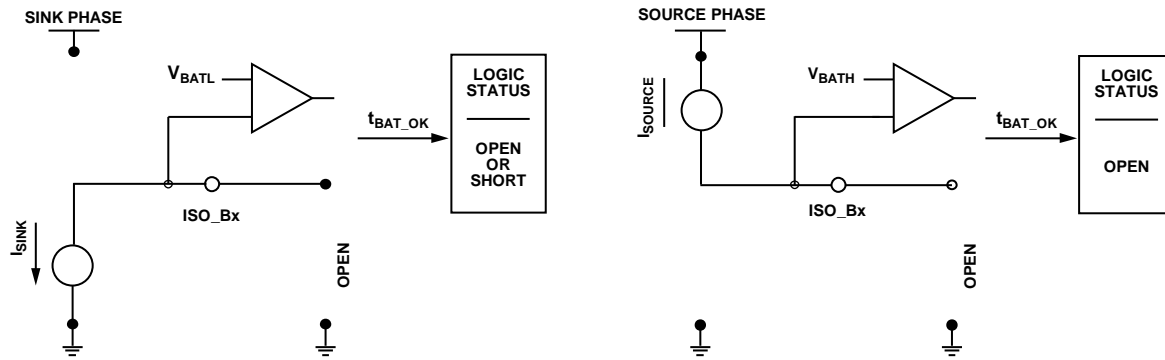 SINK PHASE
V_BATL
LOGIC
STATUS
t_BAT_OK
OPEN
OR
SHORT
ISO_Bx
I_SINK
OPEN
SOURCE PHASE
I_SOURCE
V_BATH
LOGIC
STATUS
t_BAT_OK
OPEN
ISO_Bx
OPEN